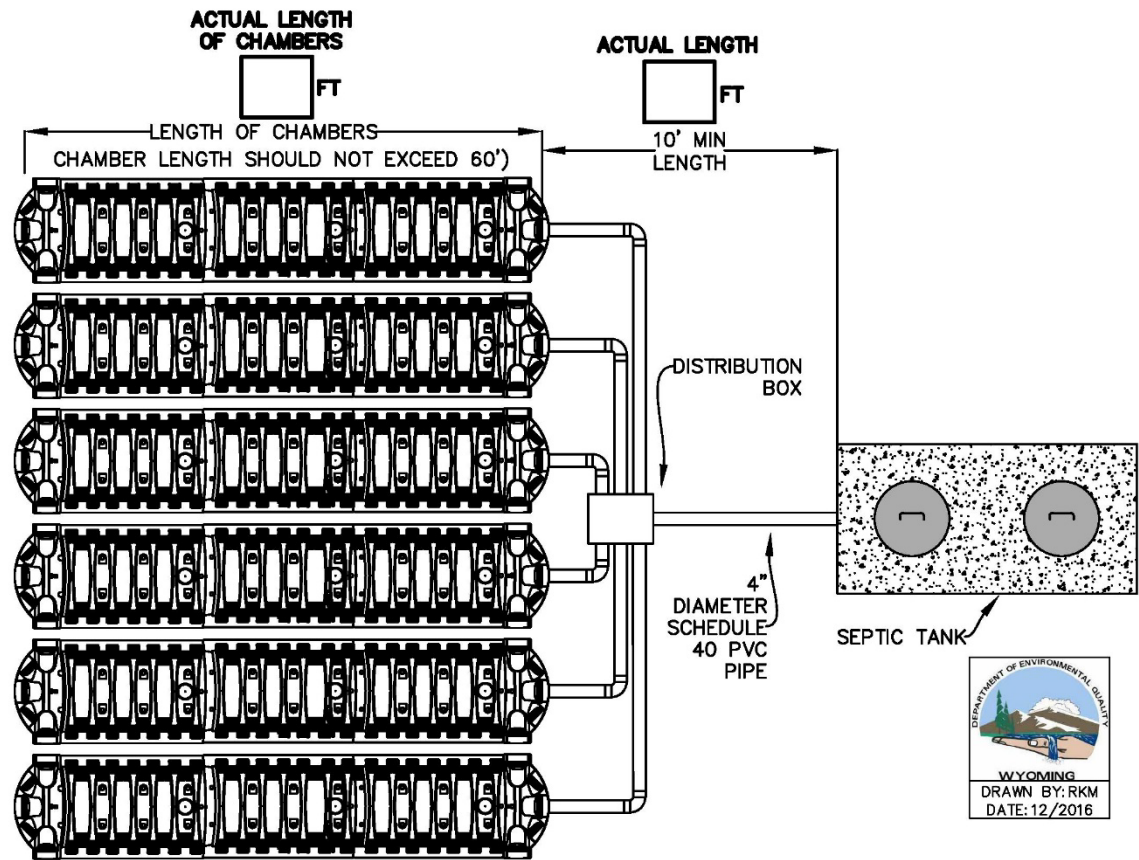 ACTUAL LENGTH
OF CHAMBERS
FT
ACTUAL LENGTH
FT
LENGTH OF CHAMBERS
CHAMBER LENGTH SHOULD NOT EXCEED 60')
10' MIN
LENGTH
DISTRIBUTION
BOX
4"
DIAMETER
SCHEDULE
40 PVC
PIPE
SEPTIC TANK
DEPARTMENT OF ENVIRONMENTAL QUALITY
WYOMING
DRAWN BY: RKM
DATE: 12/2016